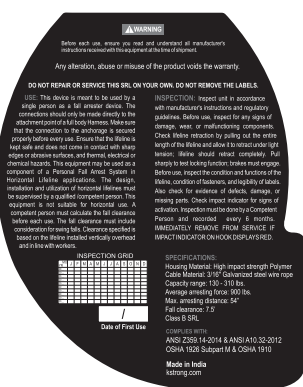 WARNING
Before each use, ensure you read and understand all manufacturer's
instructions received with this equipment at the time of shipment.
Any alteration, abuse or misuse of the product voids the warranty.
DO NOT REPAIR OR SERVICE THIS SRL ON YOUR OWN. DO NOT REMOVE THE LABELS.
USE: This device is meant to be used by a
single person as a fall arrester device. The
connections should only be made directly to the
attachment point of a full body Harness. Make sure
that the connection to the anchorage is secured
properly before every use. Ensure that the lifeline is
kept safe and does not come in contact with sharp
edges or abrasive surfaces, and thermal, electrical or
chemical hazards. This equipment may be used as a
component of a Personal Fall Arrest System in
Horizontal Lifeline applications. The design,
installation and utilization of horizontal lifelines must
be supervised by a qualified competent person. This
equipment is not suitable for horizontal use. A
competent person must calculate the fall clearance
before each use. The fall clearance must include
consideration for swing falls. Clearance specified is
based on the lifeline installed vertically overhead
and in line with workers.
INSPECTION: Inspect unit in accordance
with manufacturer's instructions and regulatory
guidelines. Before use, inspect for any signs of
damage, wear, or malfunctioning components.
Check lifeline retraction by pulling out the entire
length of the lifeline and allow it to retract under light
tension; lifeline should retract completely. Pull
sharply to test locking function; brakes must engage.
Before use, inspect the condition and functions of the
lifeline, condition of fasteners, and legibility of labels.
Also check for evidence of defects, damage, or
missing parts. Check impact indicator for signs of
activation. Inspection must be done by a Competent
Person and recorded every 6 months.
IMMEDIATELY REMOVE FROM SERVICE IF
IMPACT INDICATOR ON HOOK DISPLAYS RED.
INSPECTION GRID
J F M A M J J A S O N D
/
Date of First Use
SPECIFICATIONS:
Housing Material: High impact strength Polymer
Cable Material: 3/16" Galvanized steel wire rope
Capacity range: 130 - 310 lbs.
Average arresting force: 900 lbs.
Max. arresting distance: 54"
Fall clearance: 7.5'
Class B SRL
COMPLIES WITH:
ANSI Z359.14-2014 & ANSI A10.32-2012
OSHA 1926 Subpart M & OSHA 1910
Made in India
kstrong.com